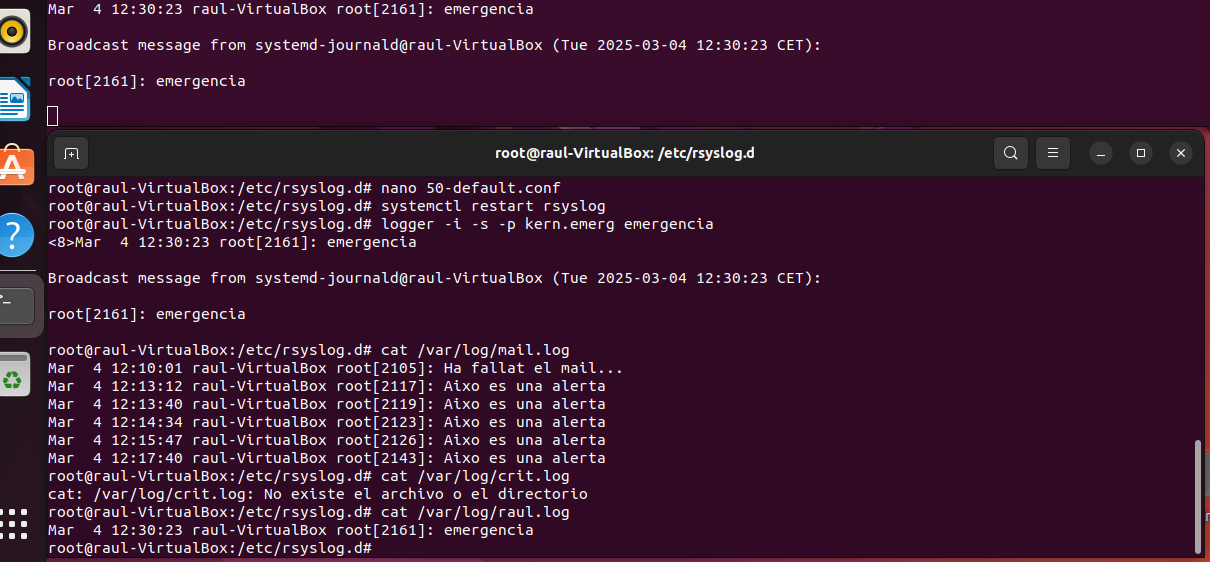 Mar  4 12:30:23 raul-VirtualBox root[2161]: emergencia
Broadcast message from systemd-journald@raul-VirtualBox (Tue 2025-03-04 12:30:23 CET):
root[2161]: emergencia
root@raul-VirtualBox: /etc/rsyslog.d
root@raul-VirtualBox:/etc/rsyslog.d# nano 50-default.conf
root@raul-VirtualBox:/etc/rsyslog.d# systemctl restart rsyslog
root@raul-VirtualBox:/etc/rsyslog.d# logger -i -s -p kern.emerg emergencia
<8>Mar  4 12:30:23 root[2161]: emergencia
Broadcast message from systemd-journald@raul-VirtualBox (Tue 2025-03-04 12:30:23 CET):
root[2161]: emergencia
root@raul-VirtualBox:/etc/rsyslog.d# cat /var/log/mail.log
Mar  4 12:10:01 raul-VirtualBox root[2105]: Ha fallat el mail...
Mar  4 12:13:12 raul-VirtualBox root[2117]: Aixo es una alerta
Mar  4 12:13:40 raul-VirtualBox root[2119]: Aixo es una alerta
Mar  4 12:14:34 raul-VirtualBox root[2123]: Aixo es una alerta
Mar  4 12:15:47 raul-VirtualBox root[2126]: Aixo es una alerta
Mar  4 12:17:40 raul-VirtualBox root[2143]: Aixo es una alerta
root@raul-VirtualBox:/etc/rsyslog.d# cat /var/log/crit.log
cat: /var/log/crit.log: No existe el archivo o el directorio
root@raul-VirtualBox:/etc/rsyslog.d# cat /var/log/raul.log
Mar  4 12:30:23 raul-VirtualBox root[2161]: emergencia
root@raul-VirtualBox:/etc/rsyslog.d#